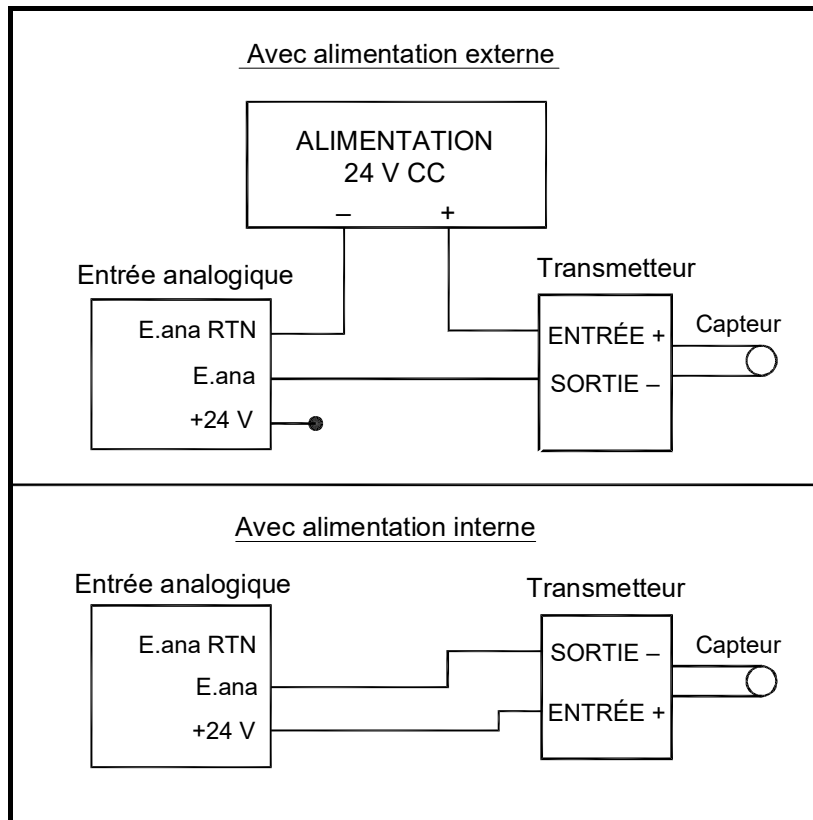 Avec alimentation externe
ALIMENTATION
24 V CC
– +
Entrée analogique
Transmetteur
E.ana RTN
E.ana
+24 V
ENTRÉE +
SORTIE –
Capteur
Avec alimentation interne
Entrée analogique
Transmetteur
E.ana RTN
E.ana
+24 V
SORTIE –
ENTRÉE +
Capteur